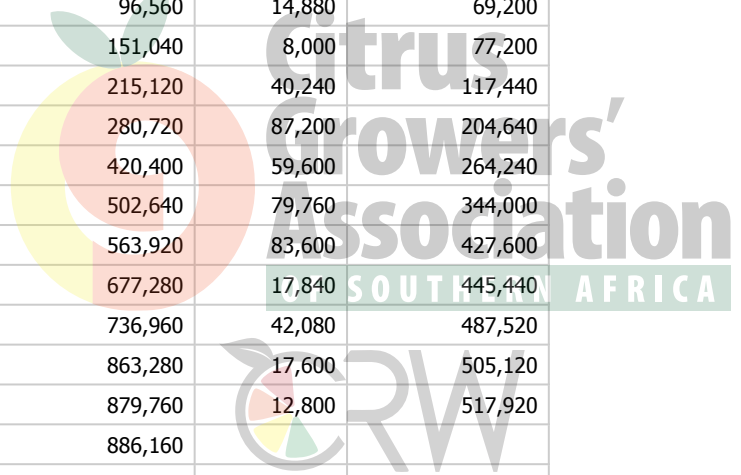 96,560 14,880 69,200
151,040 8,000 77,200
215,120 40,240 117,440
280,720 87,200 204,640
420,400 59,600 264,240
502,640 79,760 344,000
563,920 83,600 427,600
677,280 17,840 445,440
736,960 42,080 487,520
863,280 17,600 505,120
879,760 12,800 517,920
886,160
Citrus
Growers'
Association
OF SOUTHERN AFRICA
CRW